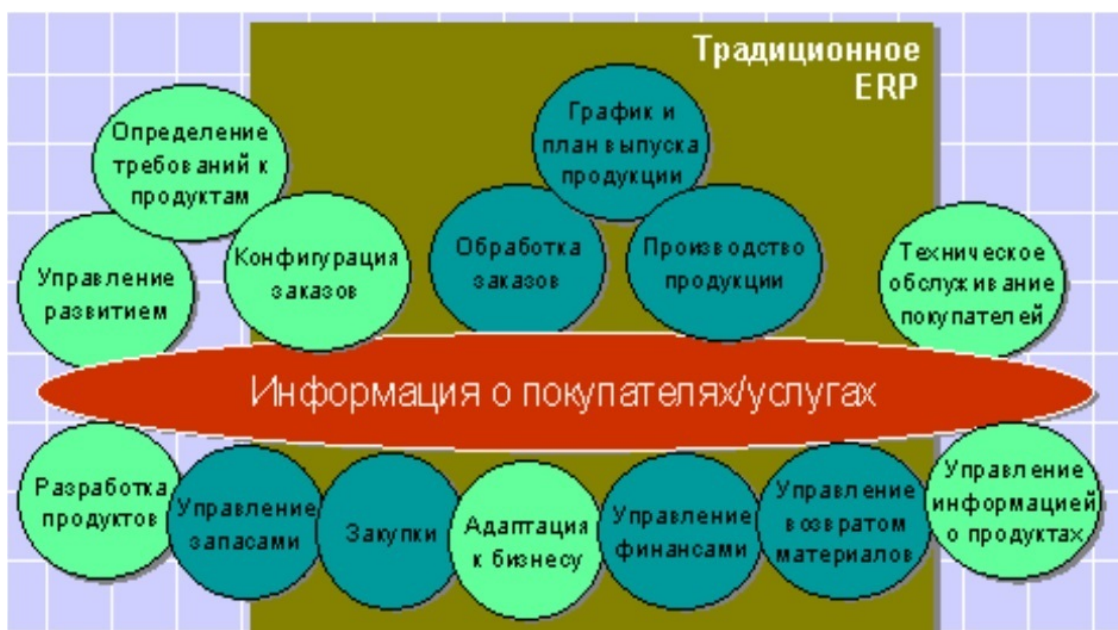 Традиционное
ERP
Определение
требований к
продуктам
График и
план выпуска
продукции
Управление
развитием
Конфигурация
заказов
Обработка
заказов
Производство
продукции
Техническое
обслуживание
покупателей
Информация о покупателях/услугах
Разработка
продуктов
Управление
запасами
Закупки
Адаптация
к бизнесу
Управление
финансами
Управление
возвратом
материалов
Управление
информацией
о продуктах